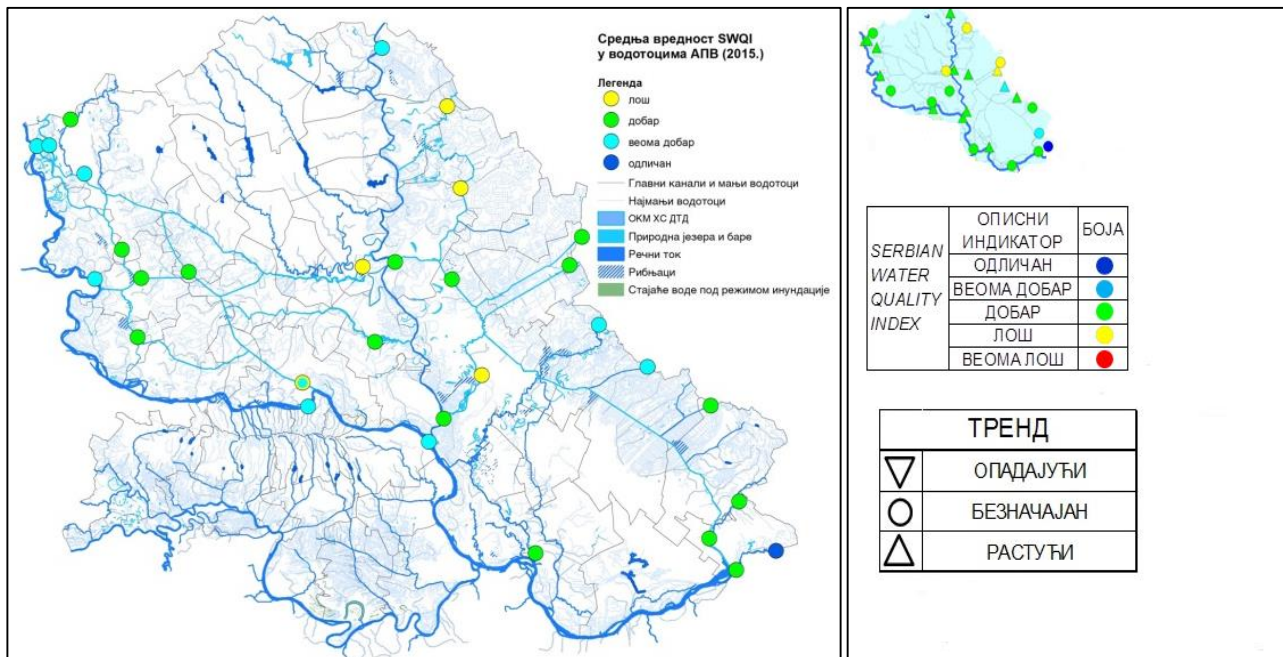 Средња вредност SWQI
у водотоцима АПВ (2015.)
Легенда
лош
добар
веома добар
одличан
Главни канали и мањи водотоци
Најмањи водотоци
ОКМ ХС ДТД
Природна језера и баре
Речни ток
Рибњаци
Стајаће воде под режимом инундације
SERBIAN
WATER
QUALITY
INDEX
ОПИСНИ
ИНДИКАТОР
БОЈА
ОДЛИЧАН
ВЕОМА ДОБАР
ДОБАР
ЛОШ
ВЕОМА ЛОШ
ТРЕНД
ОПАДАЈУЋИ
БЕЗНАЧАЈАН
РАСТУЋИ